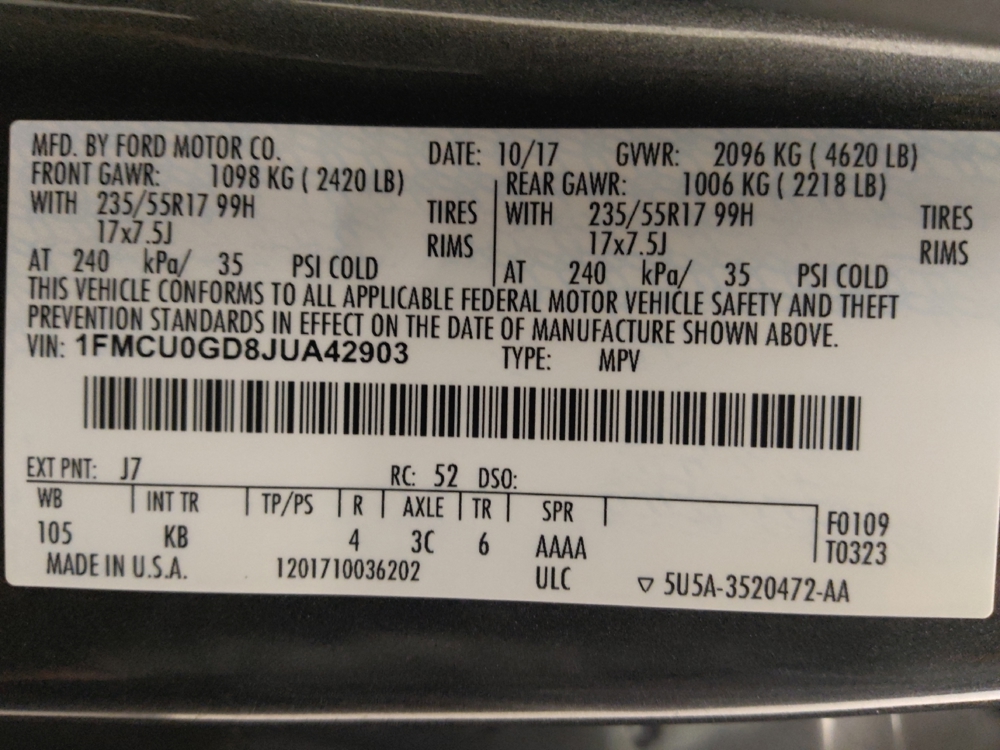 MFD. BY FORD MOTOR CO. DATE: 10/17 GVWR: 2096 KG ( 4620 LB)
FRONT GAWR: 1098 KG ( 2420 LB) REAR GAWR: 1006 KG ( 2218 LB)
WITH 235/55R17 99H TIRES WITH 235/55R17 99H TIRES
17x7.5J RIMS 17x7.5J RIMS
AT 240 kPa/ 35 PSI COLD AT 240 kPa/ 35 PSI COLD
THIS VEHICLE CONFORMS TO ALL APPLICABLE FEDERAL MOTOR VEHICLE SAFETY AND THEFT
PREVENTION STANDARDS IN EFFECT ON THE DATE OF MANUFACTURE SHOWN ABOVE.
VIN: 1FMCU0GD8JUA42903 TYPE: MPV
EXT PNT: J7 RC: 52 DSO:
WB INT TR TP/PS R AXLE TR SPR F0109
105 KB 4 3C 6 AAAA T0323
MADE IN U.S.A. 1201710036202 ULC ▽ 5U5A-3520472-AA